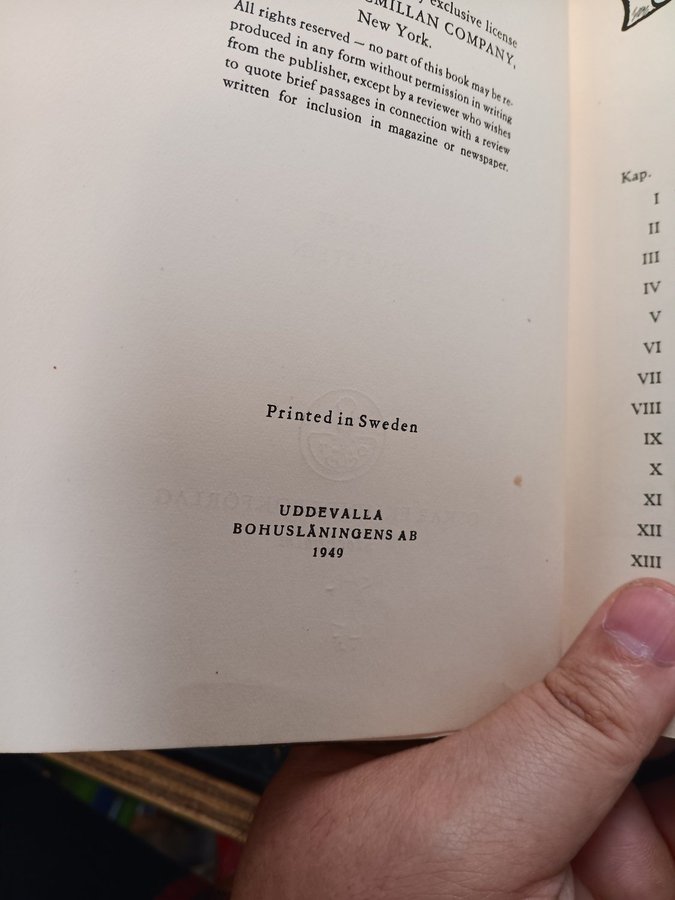 exclusive license
MILLAN COMPANY,
New York.
All rights reserved — no part of this book may be re-
produced in any form without permission in writing
from the publisher, except by a reviewer who wishes
to quote brief passages in connection with a review
written for inclusion in magazine or newspaper.
Printed in Sweden
UDDEVALLA
BOHUSLÄNINGENS AB
1949
Kap.
I
II
III
IV
V
VI
VII
VIII
IX
X
XI
XII
XIII